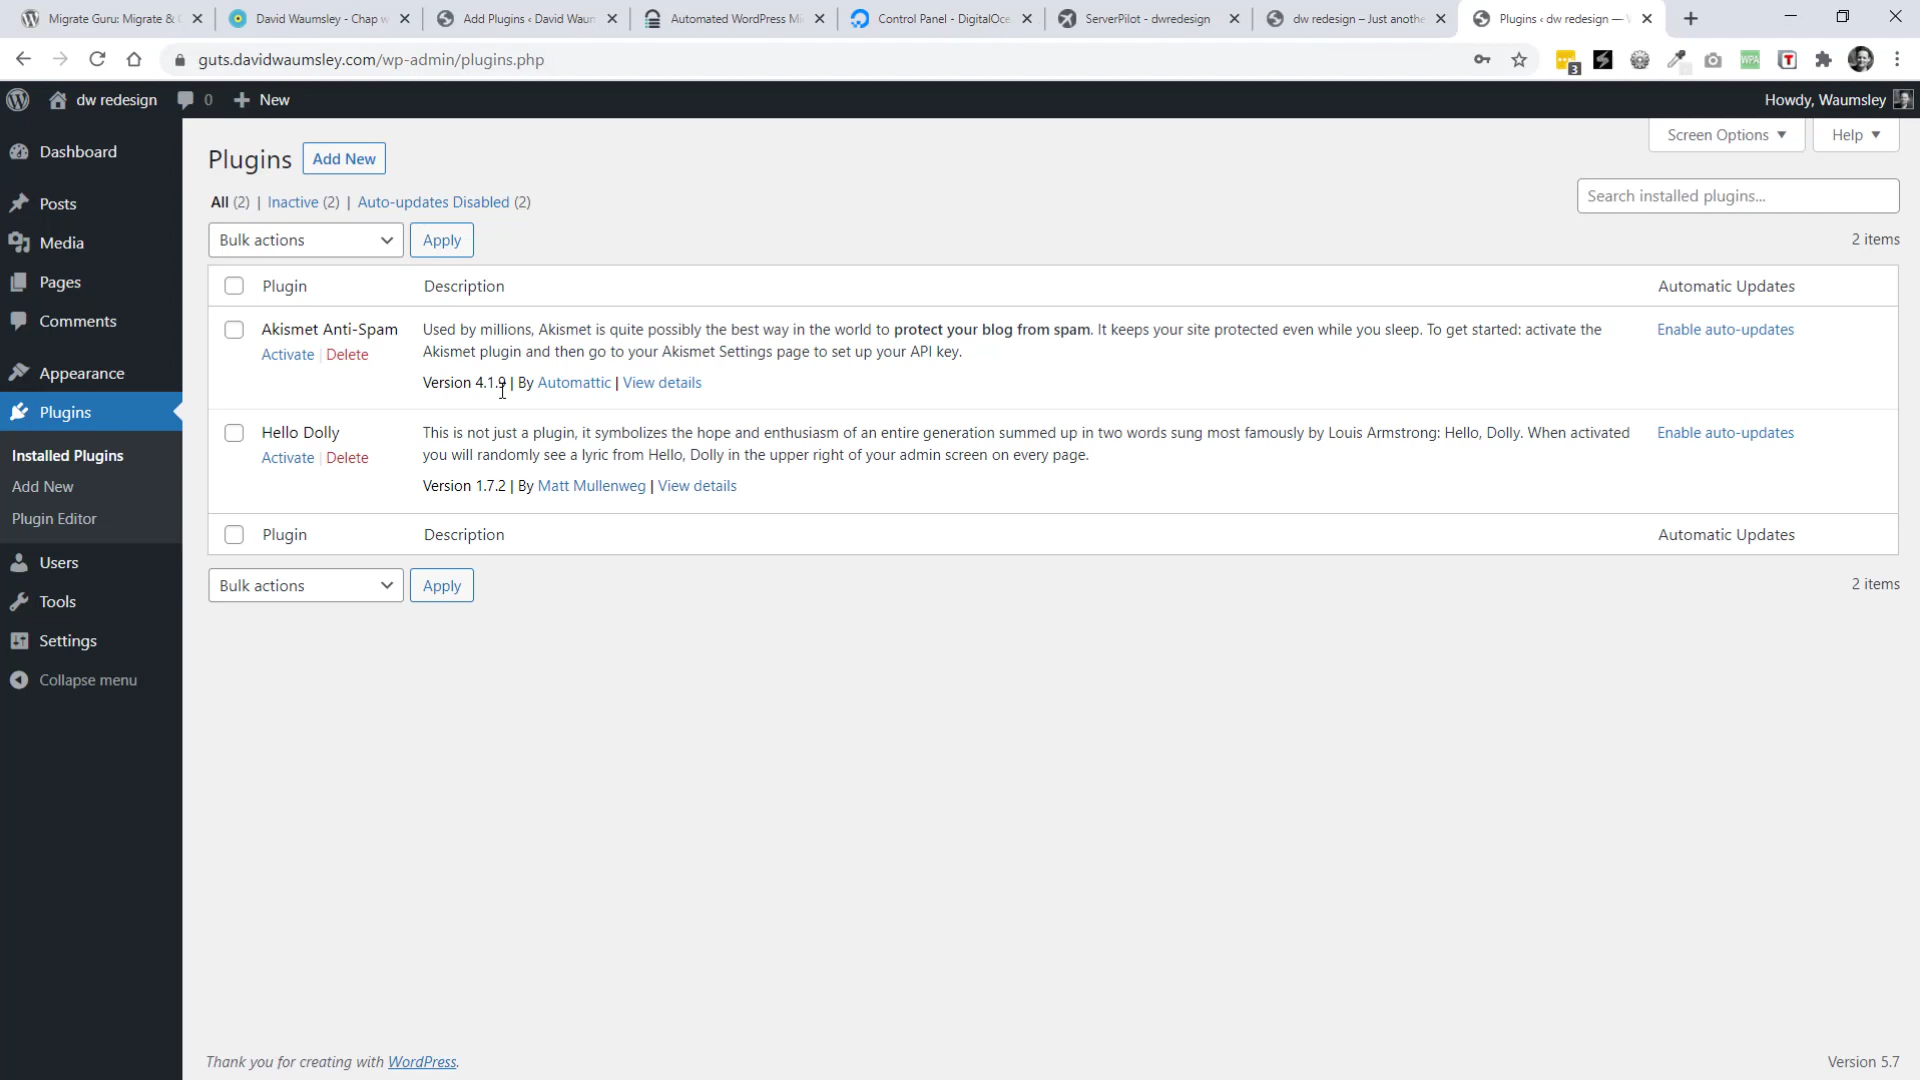 Migrate Guru: Migrate & C
David Waumsley - Chap w
Add Plugins ‹ David Waum
Automated WordPress Mi
Control Panel - DigitalOce
ServerPilot - dwredesign
dw redesign – Just anothe
Plugins ‹ dw redesign —
guts.davidwaumsley.com/wp-admin/plugins.php
3
WPA
T
dw redesign
0
New
Howdy, Waumsley
Dashboard
Posts
Media
Pages
Comments
Appearance
Plugins
Installed Plugins
Add New
Plugin Editor
Users
Tools
Settings
Collapse menu
Screen Options
Help
Plugins
Add New
All (2) | Inactive (2) | Auto-updates Disabled (2)
Search installed plugins...
Bulk actions
Apply
2 items
Plugin
Description
Automatic Updates
Akismet Anti-Spam
Activate | Delete
Used by millions, Akismet is quite possibly the best way in the world to protect your blog from spam. It keeps your site protected even while you sleep. To get started: activate the
Akismet plugin and then go to your Akismet Settings page to set up your API key.
Version 4.1.9 | By Automattic | View details
Enable auto-updates
Hello Dolly
Activate | Delete
This is not just a plugin, it symbolizes the hope and enthusiasm of an entire generation summed up in two words sung most famously by Louis Armstrong: Hello, Dolly. When activated
you will randomly see a lyric from Hello, Dolly in the upper right of your admin screen on every page.
Version 1.7.2 | By Matt Mullenweg | View details
Enable auto-updates
Plugin
Description
Automatic Updates
Bulk actions
Apply
2 items
Thank you for creating with WordPress.
Version 5.7